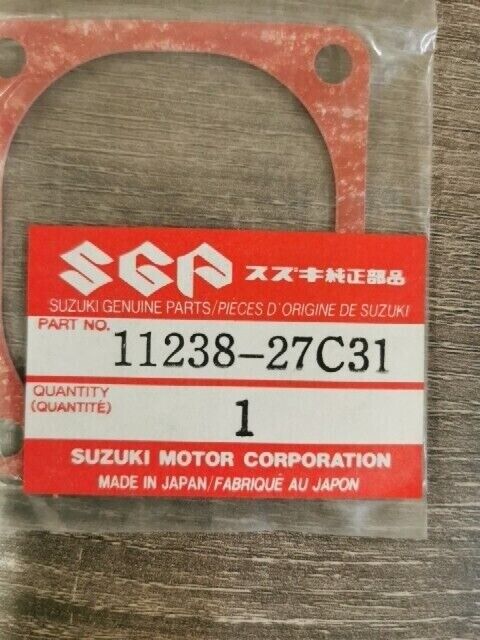 SGP スズキ純正部品
SUZUKI GENUINE PARTS/PIECES D'ORIGINE DE SUZUKI
PART NO. 11238-27C31
QUANTITY
(QUANTITÉ) 1
SUZUKI MOTOR CORPORATION
MADE IN JAPAN/FABRIQUÉ AU JAPON